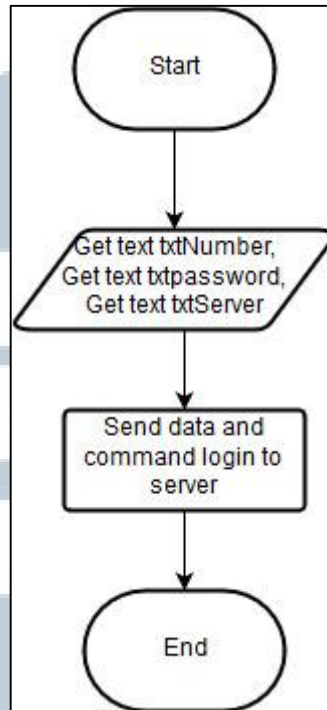 Start
Get text txtNumber,
Get text txtpassword,
Get text txtServer
Send data and
command login to
server
End